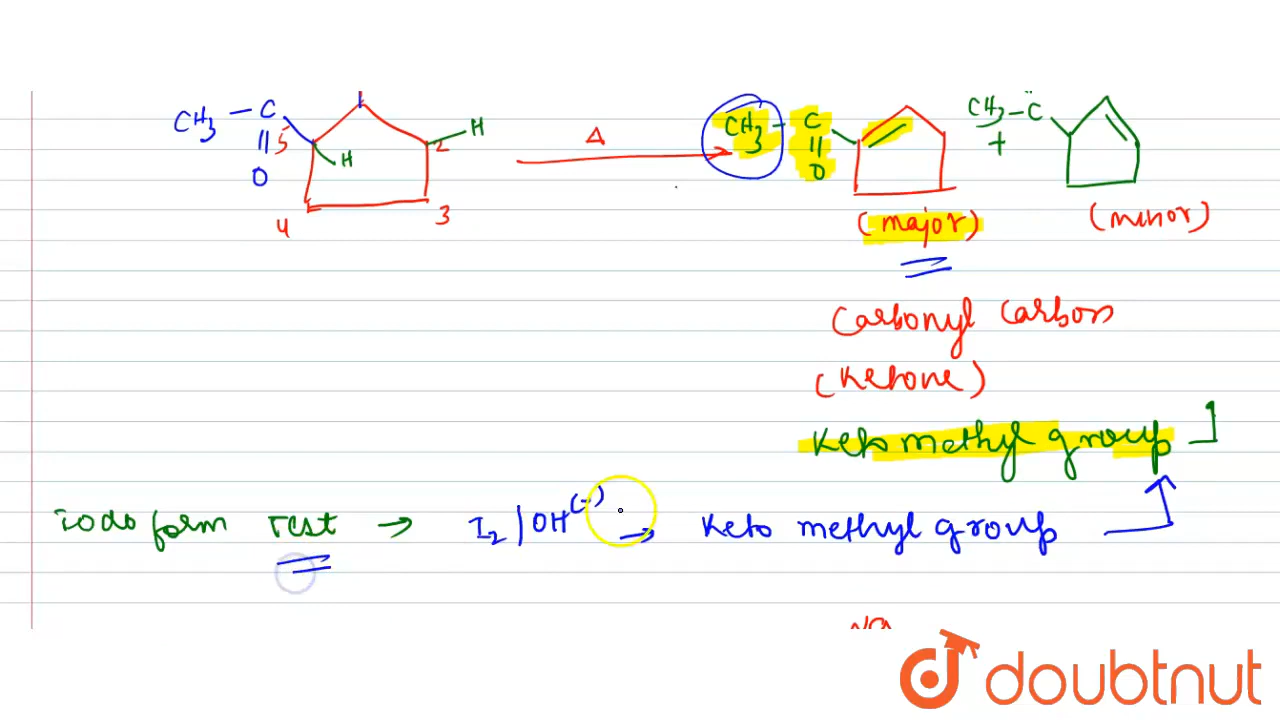 CH3 - C 5 H 2 H Δ CH3 - C CH3 - C
O O +
4 3 (major) (minor)
Carbonyl Carbon
(Ketone)
Keto methyl group ]
iodoform Test → I2 | OH(-) → Keto methyl group
doubtnut